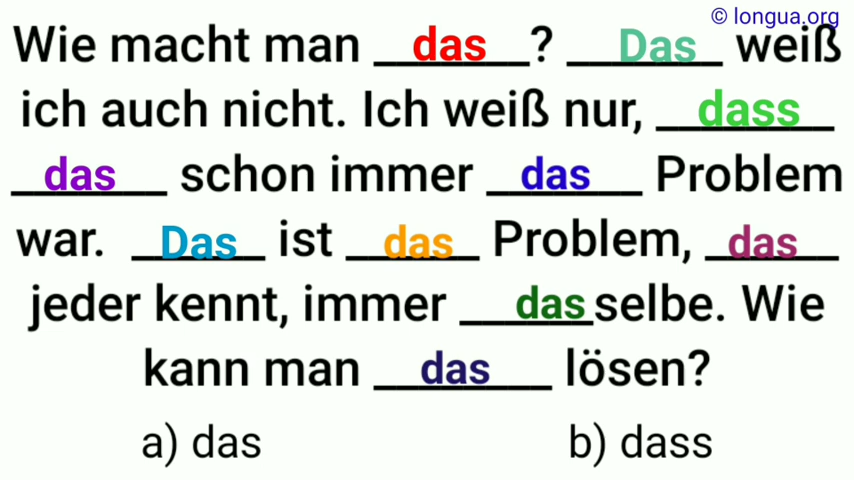 © longua.org
Wie macht man das? Das weiß
ich auch nicht. Ich weiß nur, dass
das schon immer das Problem
war. Das ist das Problem, das
jeder kennt, immer dasselbe. Wie
kann man das lösen?
a) das b) dass